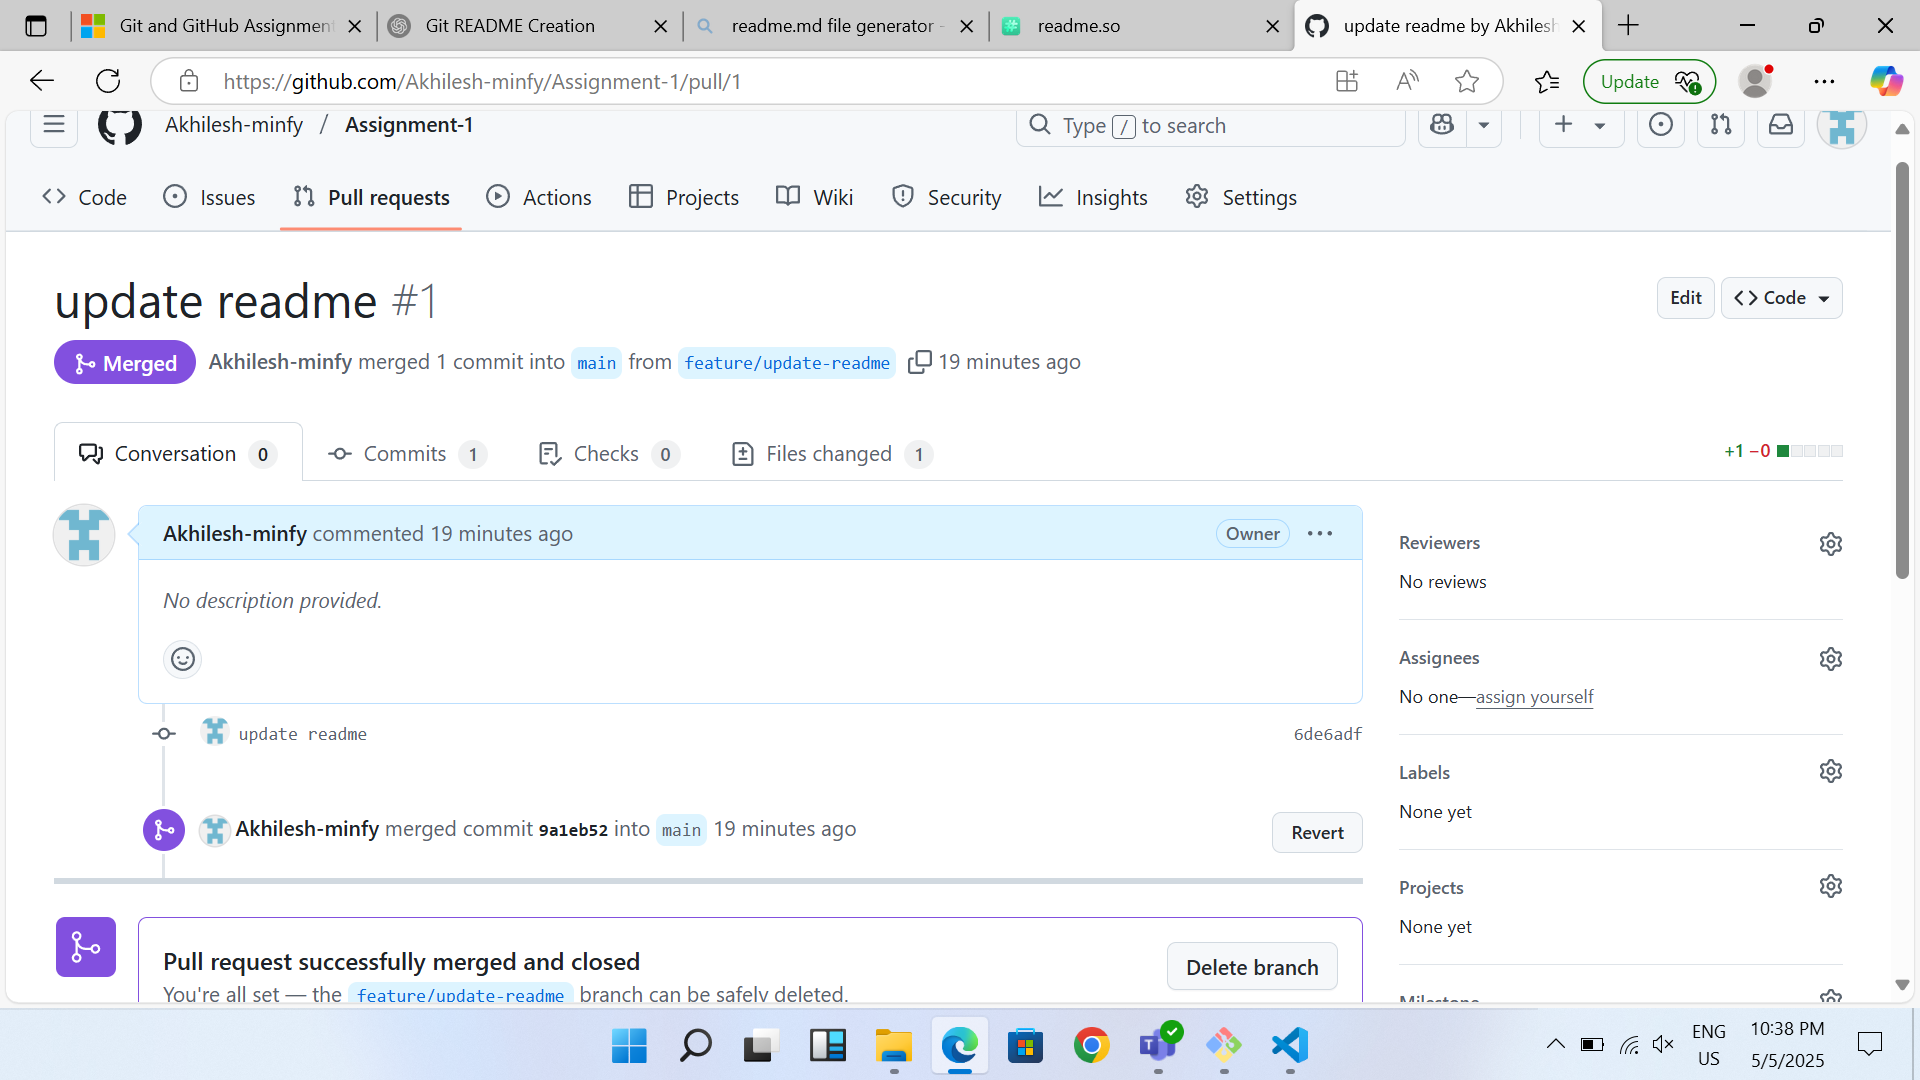 Git and GitHub Assignment
Git README Creation
readme.md file generator -
readme.so
update readme by Akhilesh
https://github.com/Akhilesh-minfy/Assignment-1/pull/1
Update
Akhilesh-minfy / Assignment-1
Type / to search
Code
Issues
Pull requests
Actions
Projects
Wiki
Security
Insights
Settings
update readme #1
Edit
Code
Merged
Akhilesh-minfy merged 1 commit into main from feature/update-readme 19 minutes ago
Conversation 0
Commits 1
Checks 0
Files changed 1
+1 −0
Akhilesh-minfy commented 19 minutes ago
Owner
No description provided.
update readme
6de6adf
Akhilesh-minfy merged commit 9a1eb52 into main 19 minutes ago
Revert
Pull request successfully merged and closed
You're all set — the feature/update-readme branch can be safely deleted.
Delete branch
Reviewers
No reviews
Assignees
No one—assign yourself
Labels
None yet
Projects
None yet
Milestone
ENG
US
10:38 PM
5/5/2025